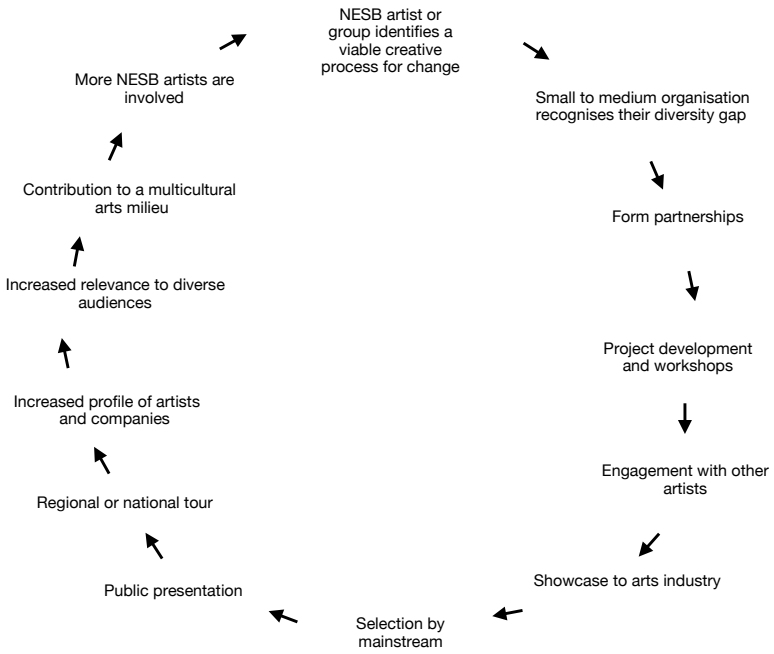 NESB artist or
group identifies a
viable creative
process for change
Small to medium organisation
recognises their diversity gap
Form partnerships
Project development
and workshops
Engagement with other
artists
Showcase to arts industry
Selection by
mainstream
Public presentation
Regional or national tour
Increased profile of artists
and companies
Increased relevance to diverse
audiences
Contribution to a multicultural
arts milieu
More NESB artists are
involved